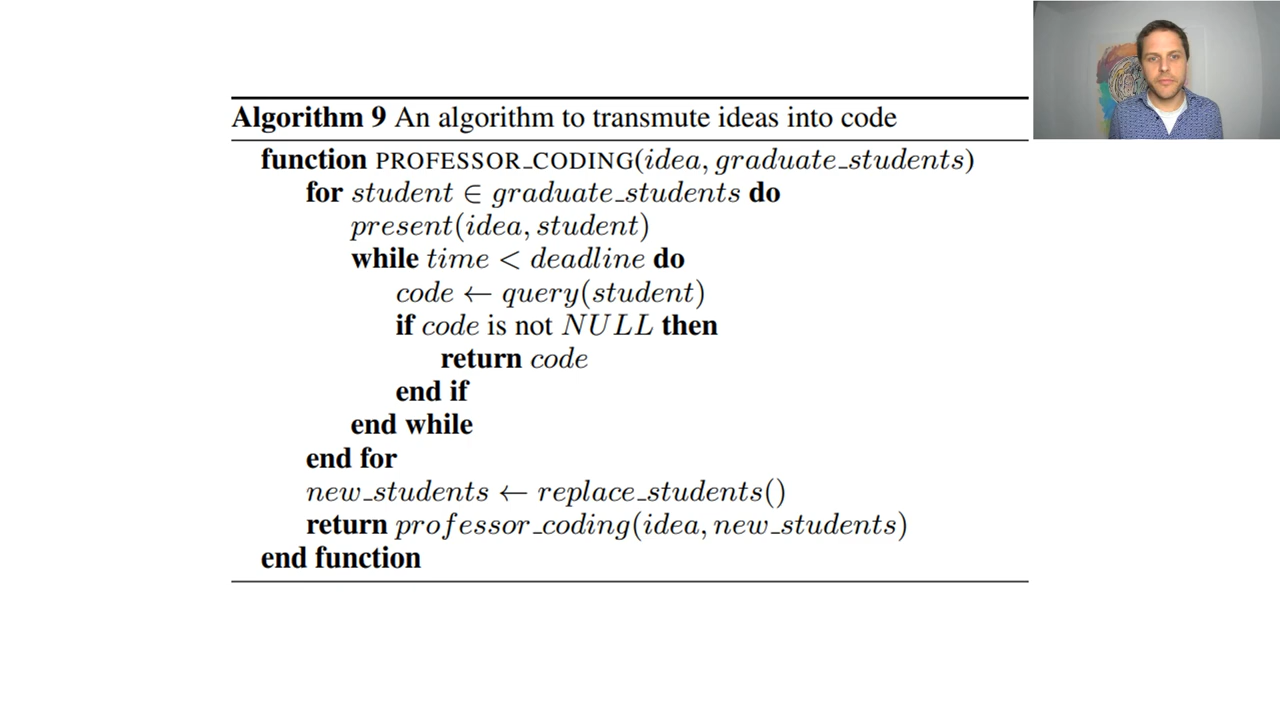 Algorithm 9 An algorithm to transmute ideas into code
function PROFESSOR_CODING(idea, graduate_students)
for student ∈ graduate_students do
present(idea, student)
while time < deadline do
code ← query(student)
if code is not NULL then
return code
end if
end while
end for
new_students ← replace_students()
return professor_coding(idea, new_students)
end function